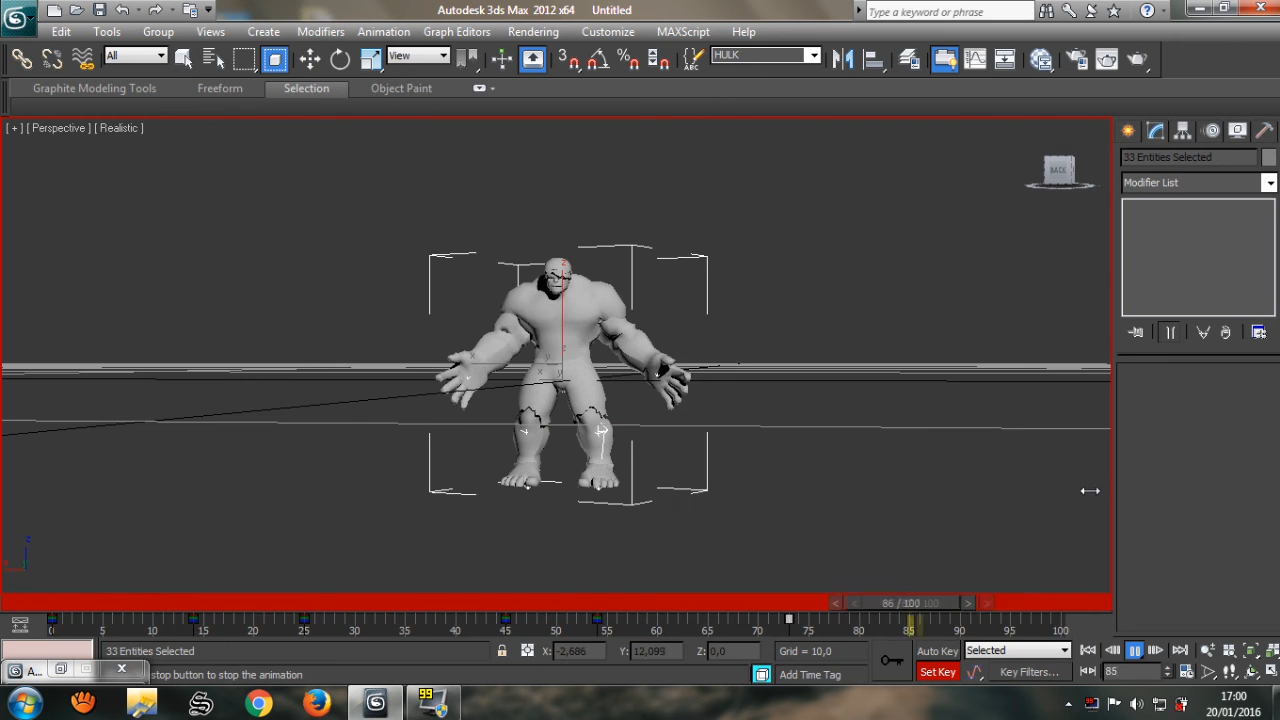 Autodesk 3ds Max 2012 x64 Untitled
Type a keyword or phrase
Edit Tools Group Views Create Modifiers Animation Graph Editors Rendering Customize MAXScript Help
All View 3 % ABC HULK
Graphite Modeling Tools Freeform Selection Object Paint
[ + ] [ Perspective ] [ Realistic ]
BACK
33 Entities Selected
Modifier List
z
z
x y
z
< < 86 / 100 > >
0 5 10 15 20 25 30 35 40 45 50 55 60 65 70 75 80 85 90 95 100
33 Entities Selected X: -2,686 Y: 12,099 Z: 0,0 Grid = 10,0 Auto Key Selected
A... stop button to stop the animation Add Time Tag Set Key Key Filters... 85
99
17:00
20/01/2016